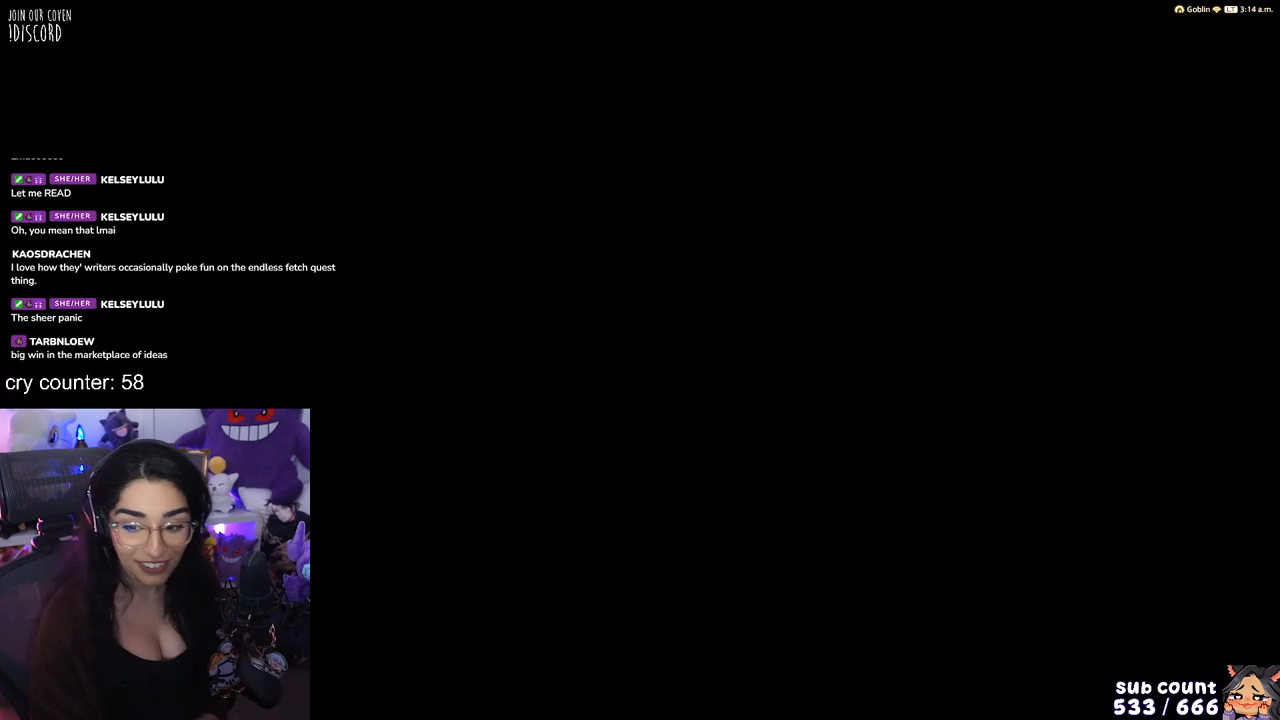 JOIN OUR COVEN
!DISCORD
Goblin LT 3:14 a.m.
SHE/HER KELSEYLULU
Let me READ
SHE/HER KELSEYLULU
Oh, you mean that lmai
KAOSDRACHEN
I love how they' writers occasionally poke fun on the endless fetch quest
thing.
SHE/HER KELSEYLULU
The sheer panic
TARBNLOEW
big win in the marketplace of ideas
cry counter: 58
sub count
533 / 666